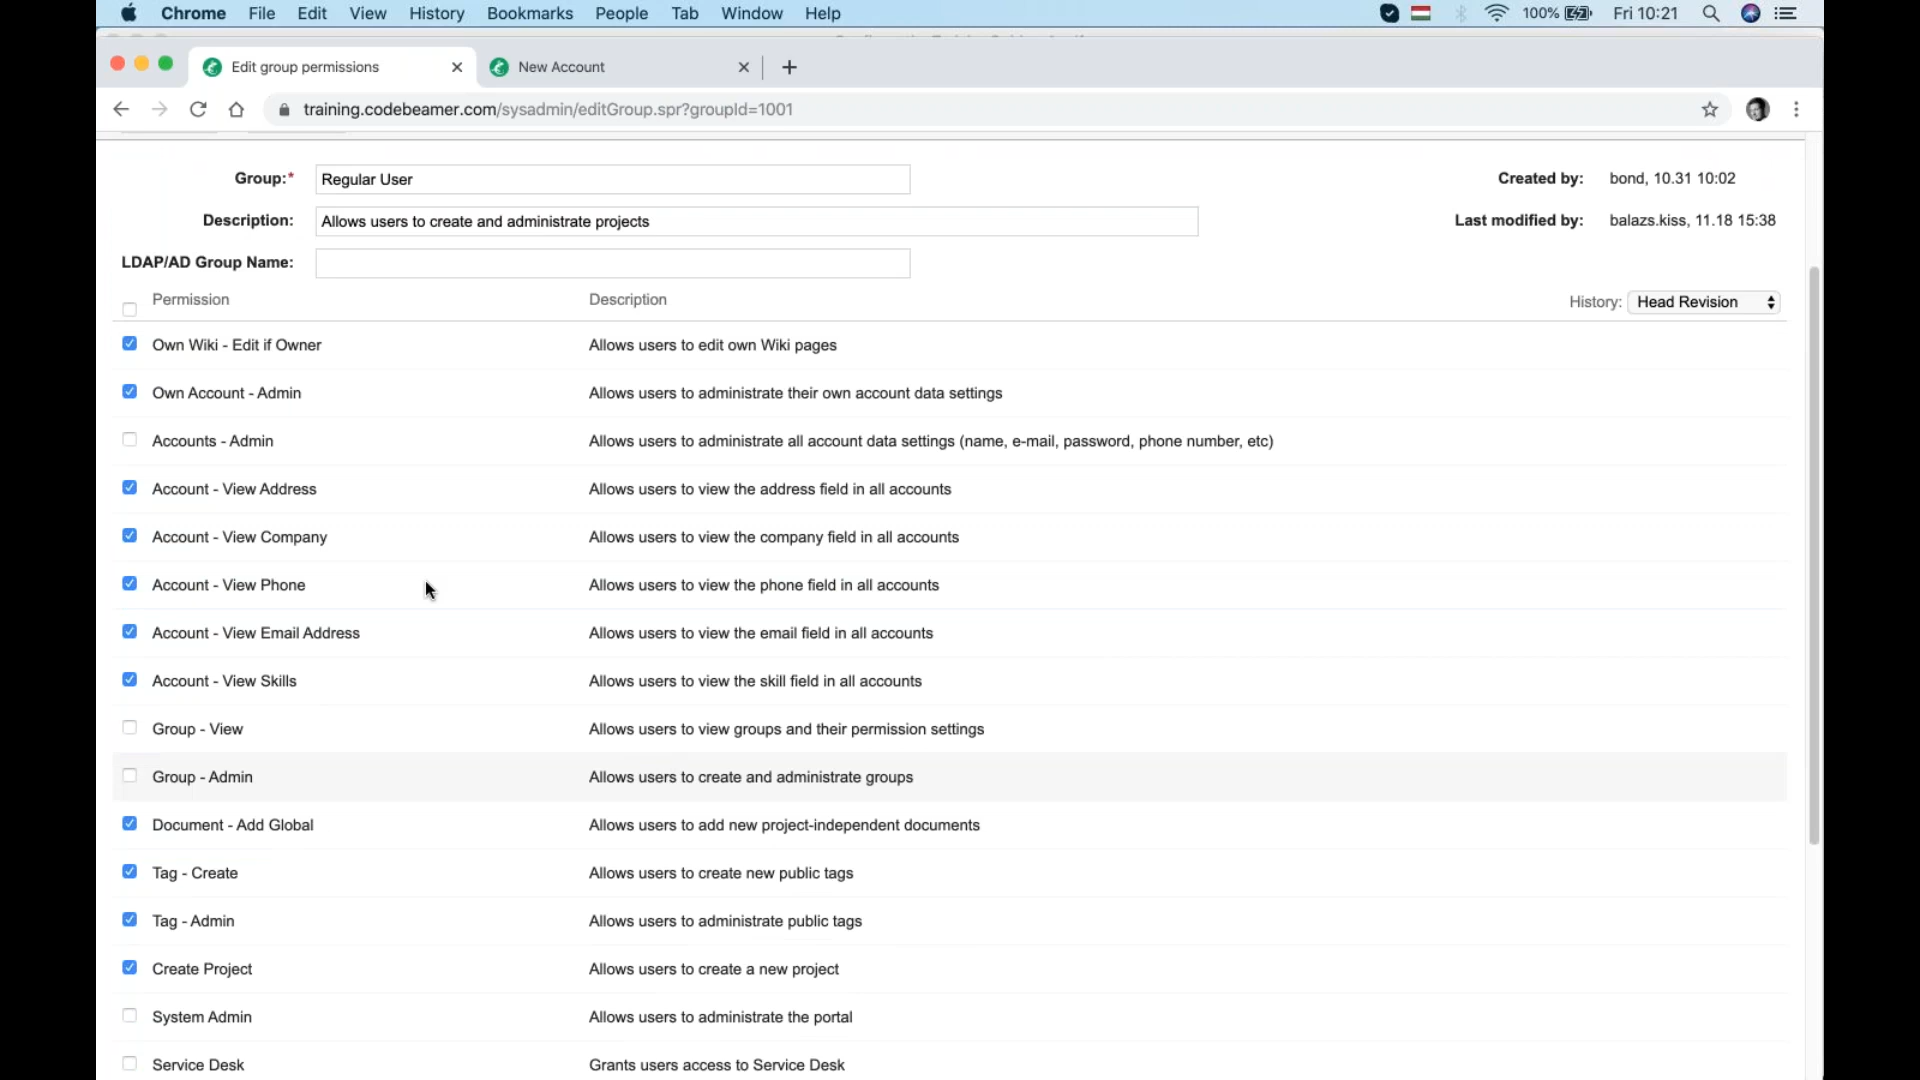 Chrome File Edit View History Bookmarks People Tab Window Help 100% Fri 10:21
Edit group permissions New Account
training.codebeamer.com/sysadmin/editGroup.spr?groupId=1001
Group:* Regular User Created by: bond, 10.31 10:02
Description: Allows users to create and administrate projects Last modified by: balazs.kiss, 11.18 15:38
LDAP/AD Group Name:
Permission Description History: Head Revision
Own Wiki - Edit if Owner Allows users to edit own Wiki pages
Own Account - Admin Allows users to administrate their own account data settings
Accounts - Admin Allows users to administrate all account data settings (name, e-mail, password, phone number, etc)
Account - View Address Allows users to view the address field in all accounts
Account - View Company Allows users to view the company field in all accounts
Account - View Phone Allows users to view the phone field in all accounts
Account - View Email Address Allows users to view the email field in all accounts
Account - View Skills Allows users to view the skill field in all accounts
Group - View Allows users to view groups and their permission settings
Group - Admin Allows users to create and administrate groups
Document - Add Global Allows users to add new project-independent documents
Tag - Create Allows users to create new public tags
Tag - Admin Allows users to administrate public tags
Create Project Allows users to create a new project
System Admin Allows users to administrate the portal
Service Desk Grants users access to Service Desk